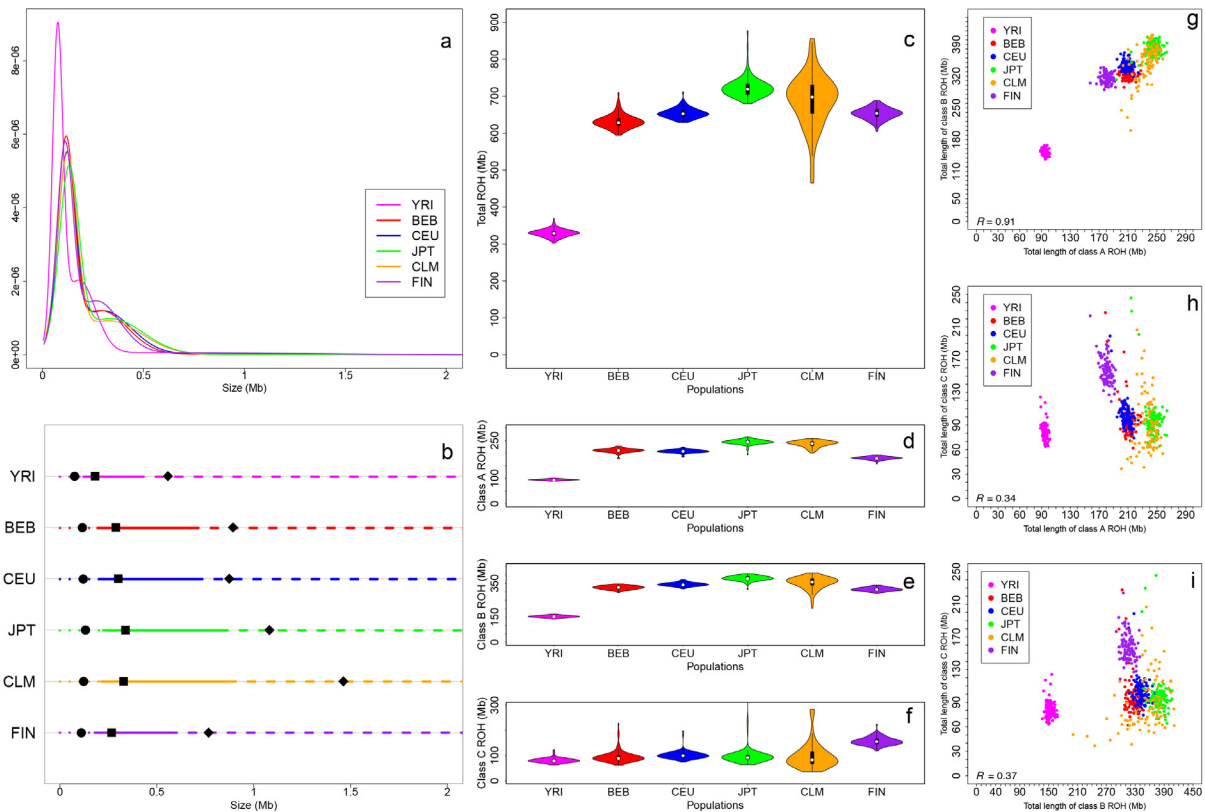 a
8e−06
6e−06
4e−06
2e−06
0e+00
YRI
BEB
CEU
JPT
CLM
FIN
0 0.5 1 1.5 2
Size (Mb)
b
YRI
BEB
CEU
JPT
CLM
FIN
0 0.5 1 1.5 2
Size (Mb)
c
Total ROH (Mb)
900
800
700
600
500
400
300
200
100
0
YRI BEB CEU JPT CLM FIN
Populations
d
Class A ROH (Mb)
250
100
0
YRI BEB CEU JPT CLM FIN
Populations
e
Class B ROH (Mb)
350
150
0
YRI BEB CEU JPT CLM FIN
Populations
f
Class C ROH (Mb)
300
100
0
YRI BEB CEU JPT CLM FIN
Populations
g
YRI
BEB
CEU
JPT
CLM
FIN
Total length of class B ROH (Mb)
390
320
250
180
110
50
0
R = 0.91
0 30 60 90 130 170 210 250 290
Total length of class A ROH (Mb)
h
YRI
BEB
CEU
JPT
CLM
FIN
Total length of class C ROH (Mb)
250
210
170
130
90
60
30
0
R = 0.34
0 30 60 90 130 170 210 250 290
Total length of class A ROH (Mb)
i
YRI
BEB
CEU
JPT
CLM
FIN
Total length of class C ROH (Mb)
250
210
170
130
90
60
30
0
R = 0.37
0 40 90 150 210 270 330 390 450
Total length of class B ROH (Mb)